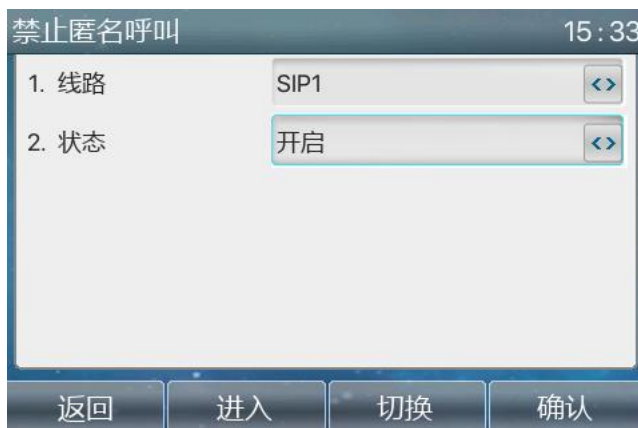 禁止匿名呼叫 15:33
1. 线路 SIP1 <>
2. 状态 开启 <>
返回 进入 切换 确认